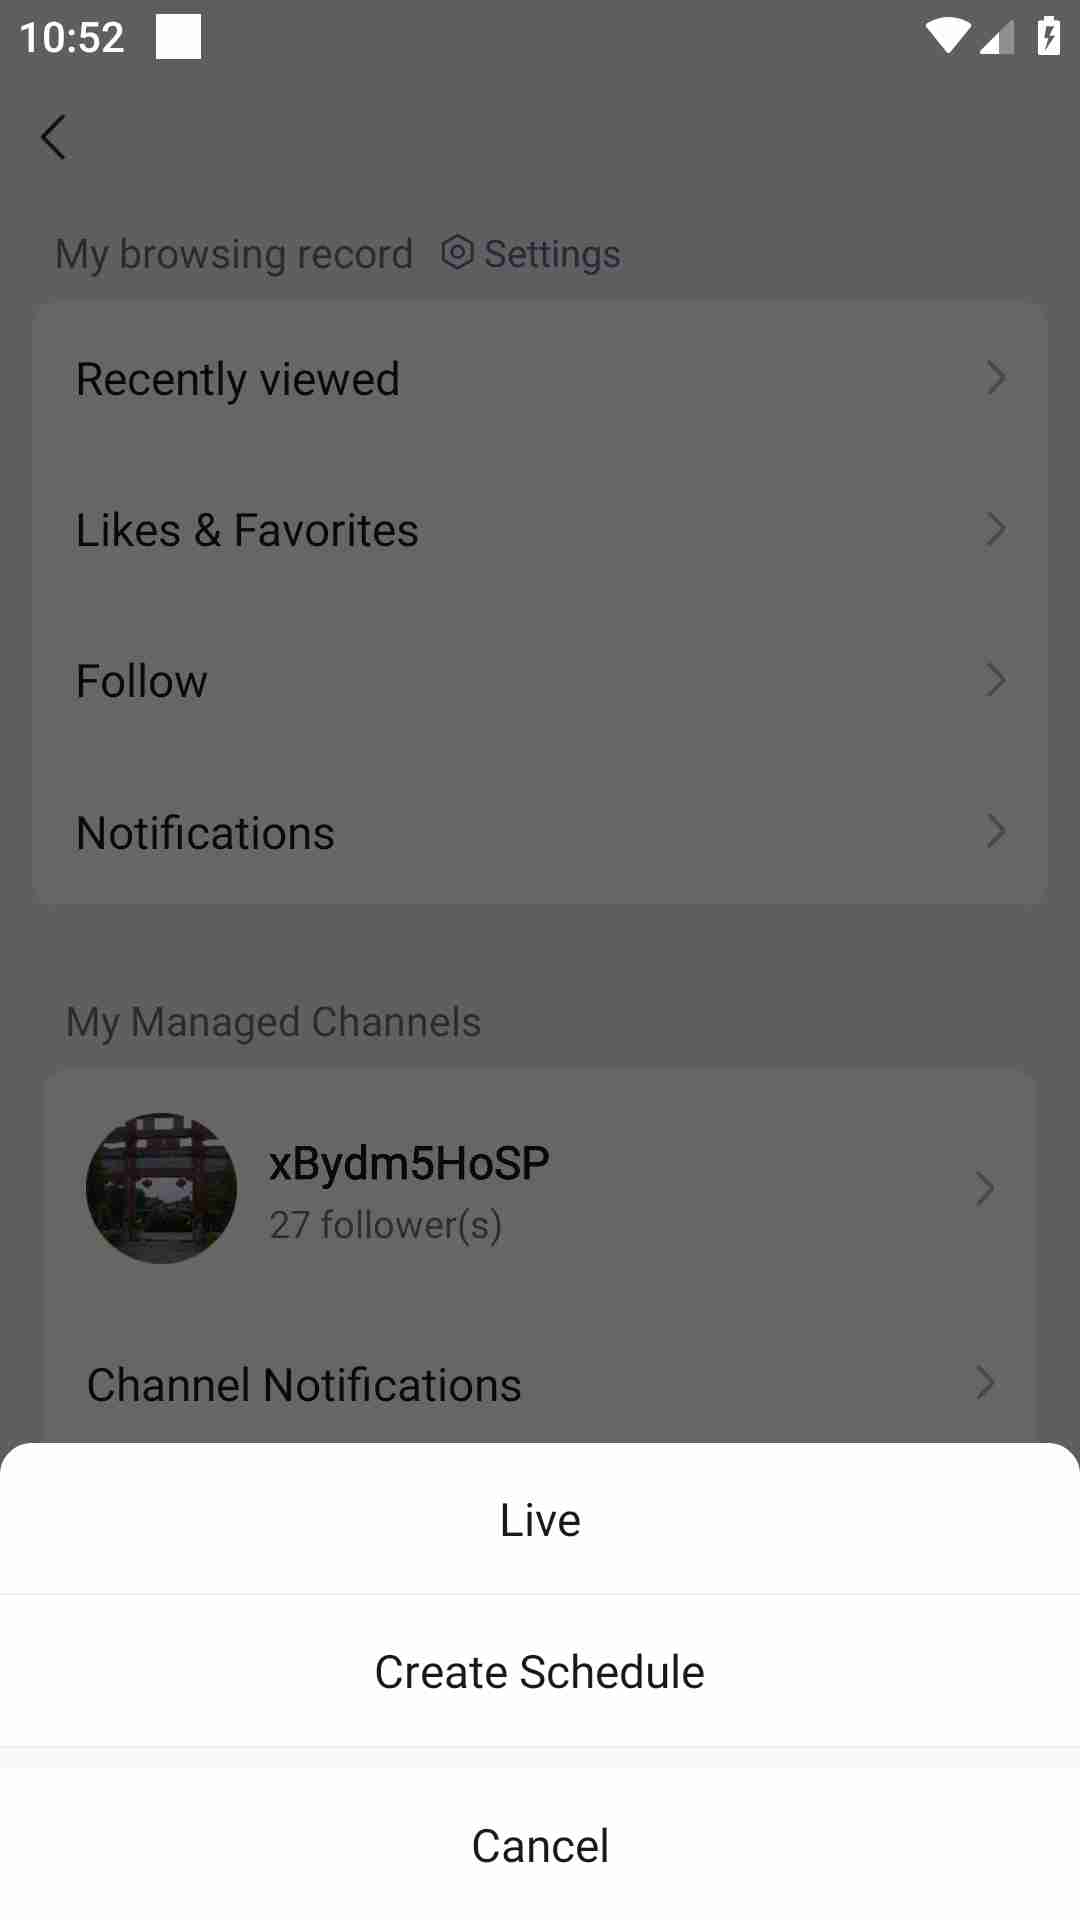 10:52
My browsing record Settings
Recently viewed
Likes & Favorites
Follow
Notifications
My Managed Channels
xBydm5HoSP
27 follower(s)
Channel Notifications
Live
Create Schedule
Cancel